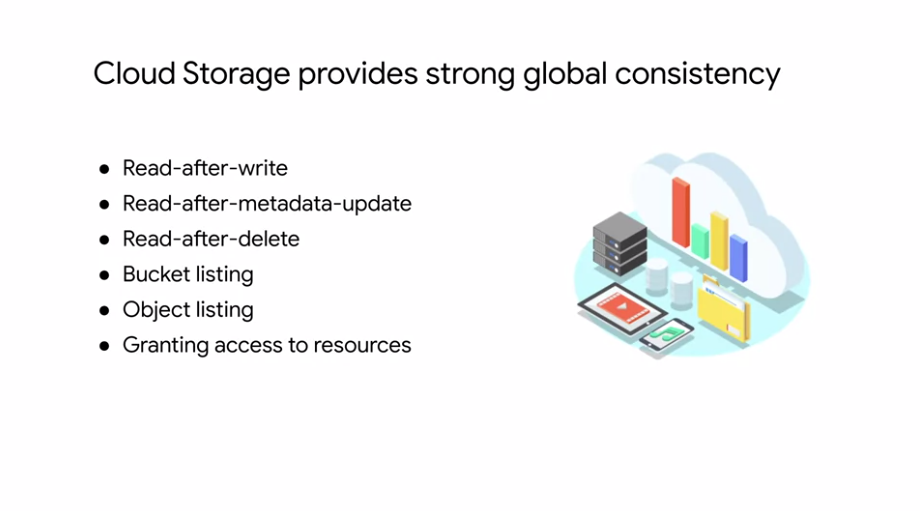 Cloud Storage provides strong global consistency
● Read-after-write
● Read-after-metadata-update
● Read-after-delete
● Bucket listing
● Object listing
● Granting access to resources